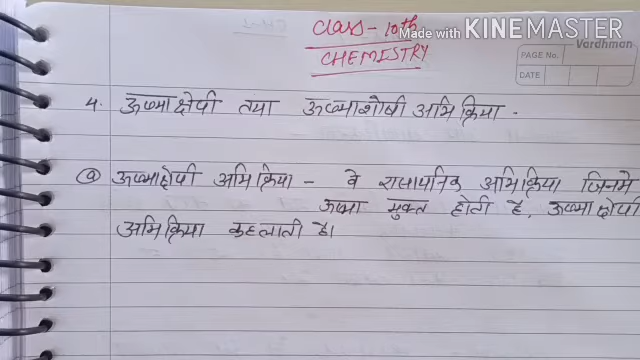 Class - 10th
Made with KINEMASTER
CHEMISTRY
Vardhman
PAGE No.
DATE
4. ऊष्माक्षेपी तथा ऊष्माशोषी अभिक्रिया -
(a) ऊष्माक्षेपी अभिक्रिया - वे रासायनिक अभिक्रिया जिनमे
ऊष्मा मुक्त होती है, ऊष्माक्षेपी
अभिक्रिया कहलाती है।